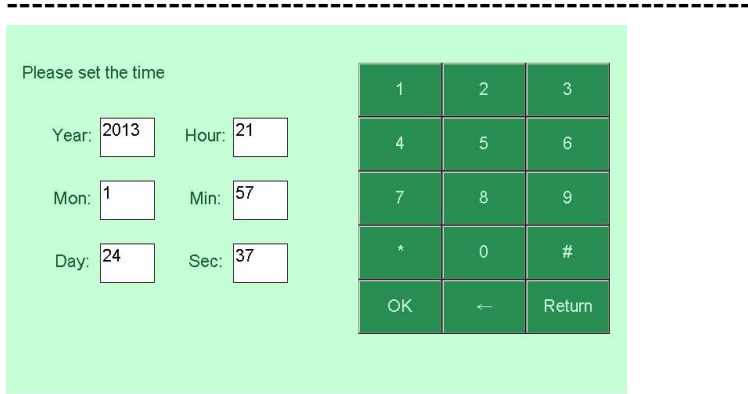 Please set the time
Year: 2013 Hour: 21
Mon: 1 Min: 57
Day: 24 Sec: 37
1 2 3
4 5 6
7 8 9
* 0 #
OK ← Return